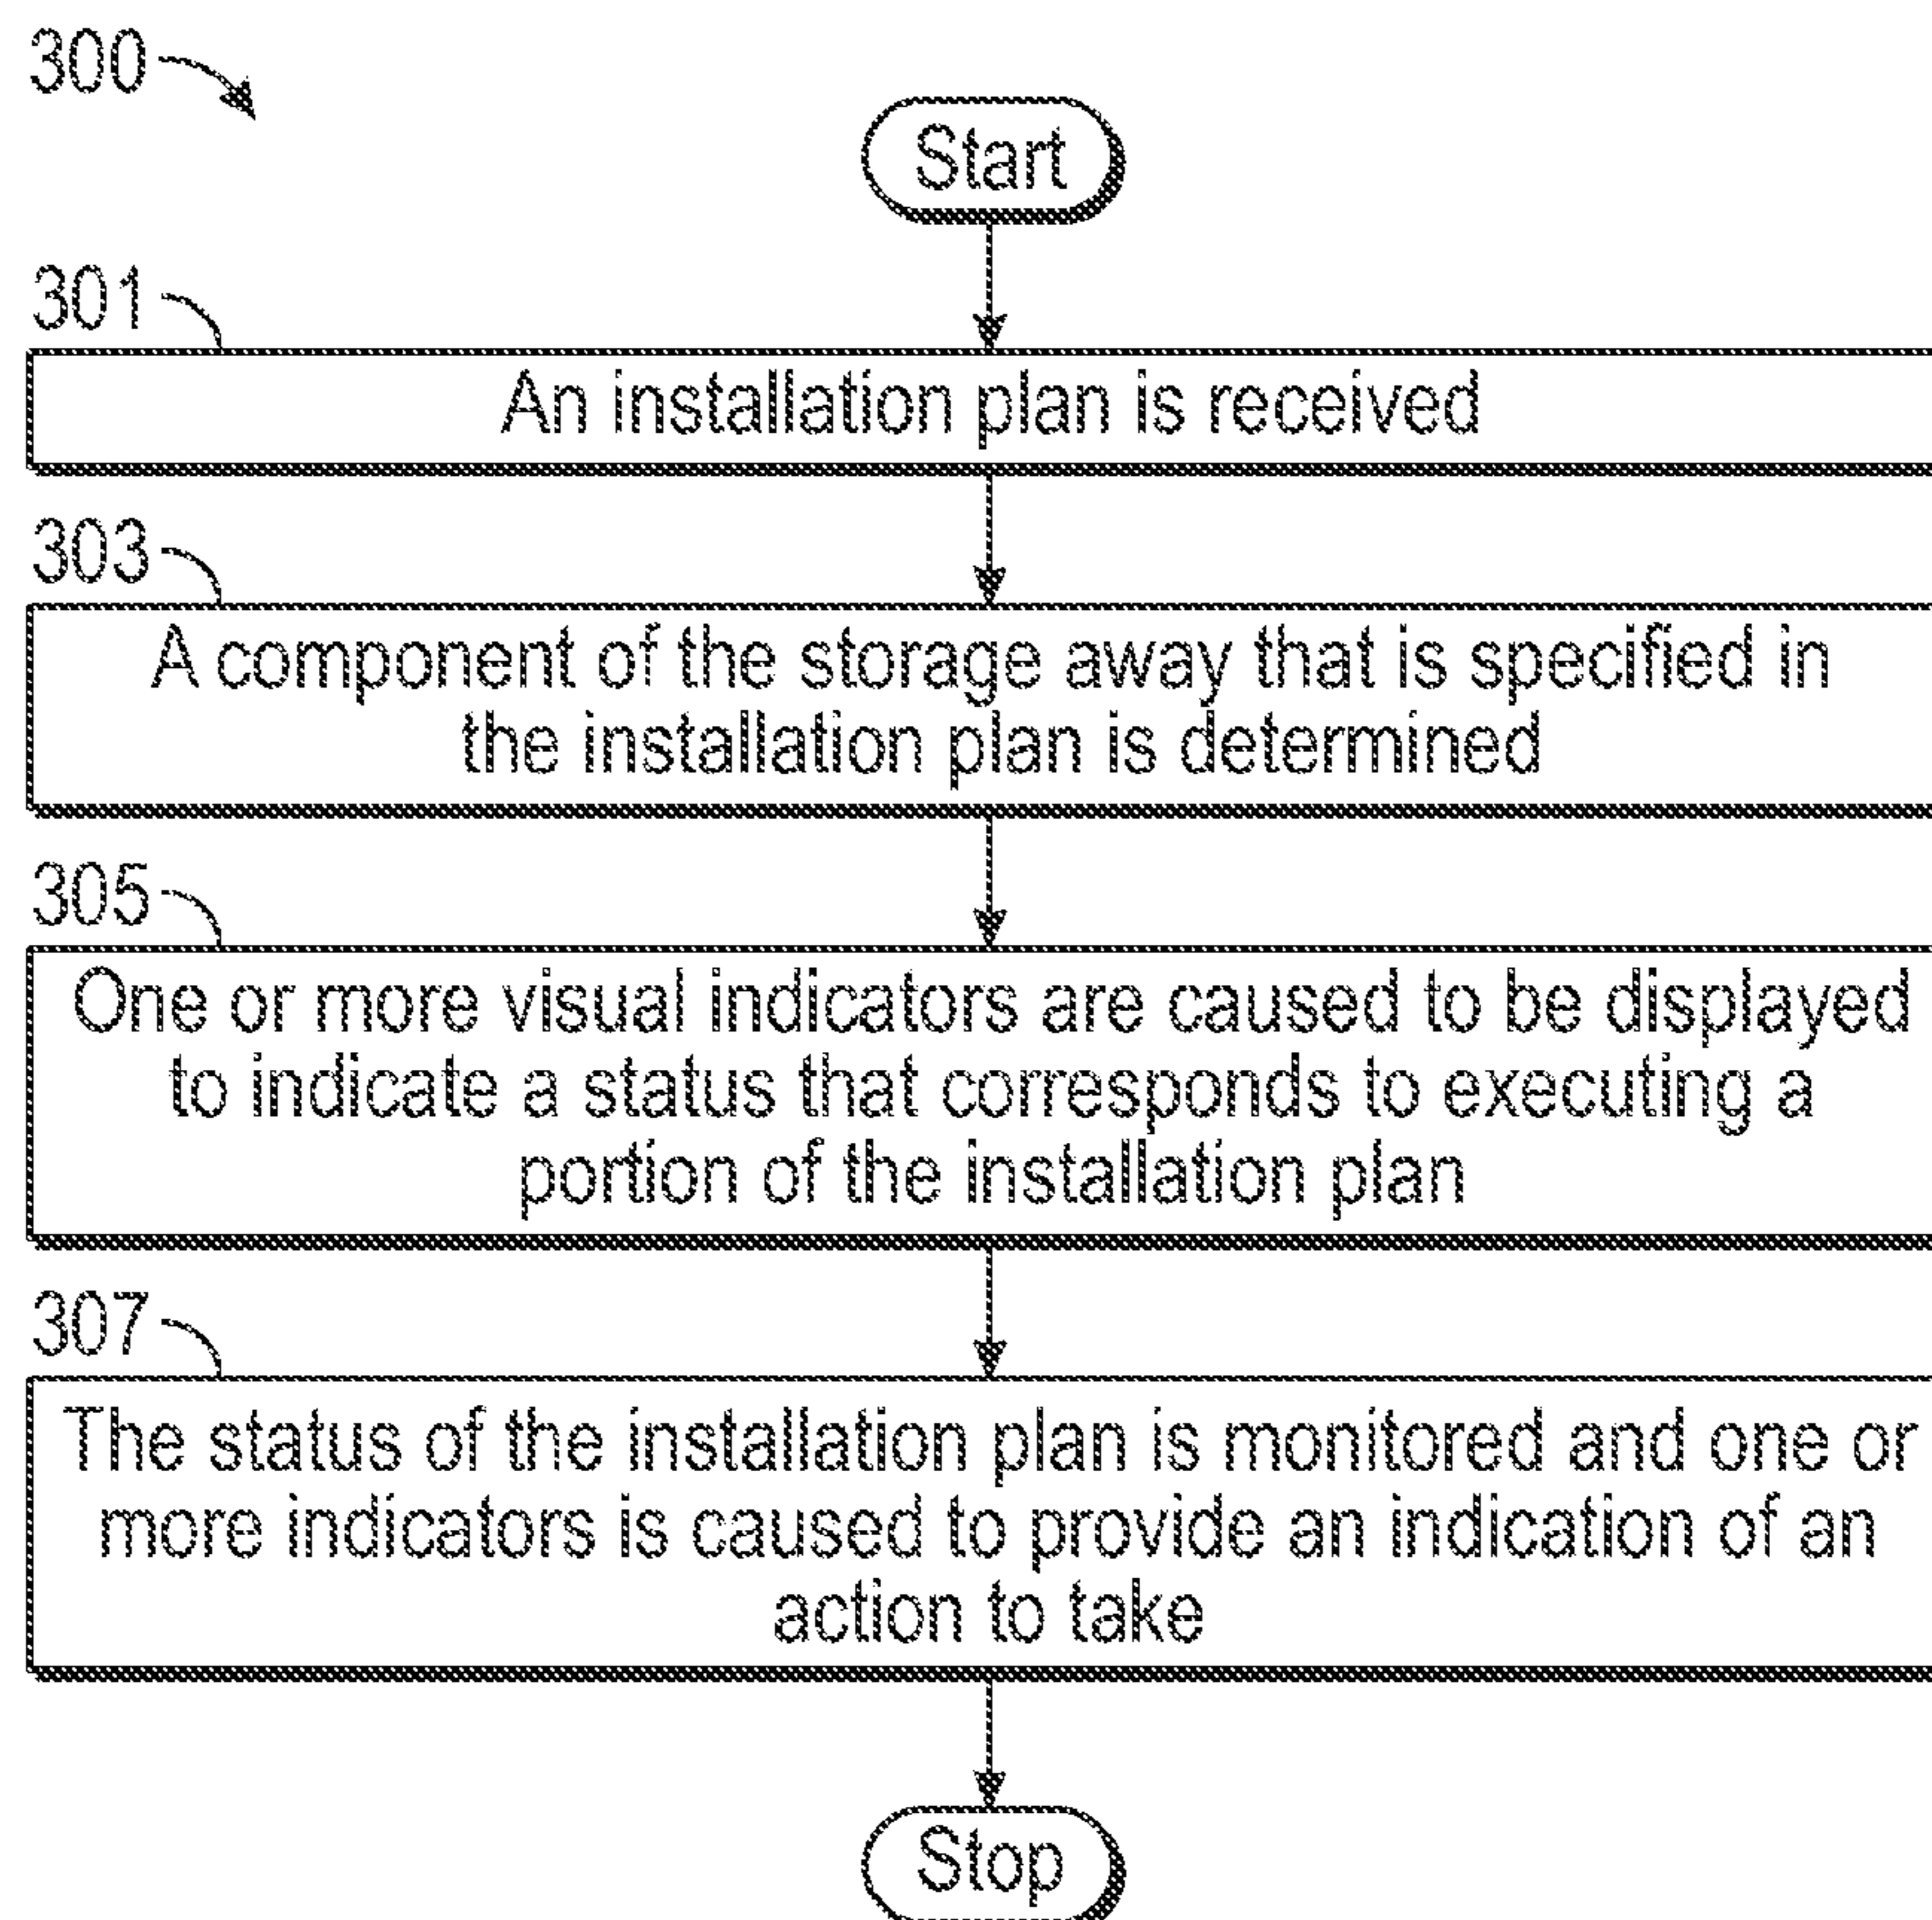 300
Start
301
An installation plan is received
303
A component of the storage away that is specified in
the installation plan is determined
305
One or more visual indicators are caused to be displayed
to indicate a status that corresponds to executing a
portion of the installation plan
307
The status of the installation plan is monitored and one or
more indicators is caused to provide an indication of an
action to take
Stop